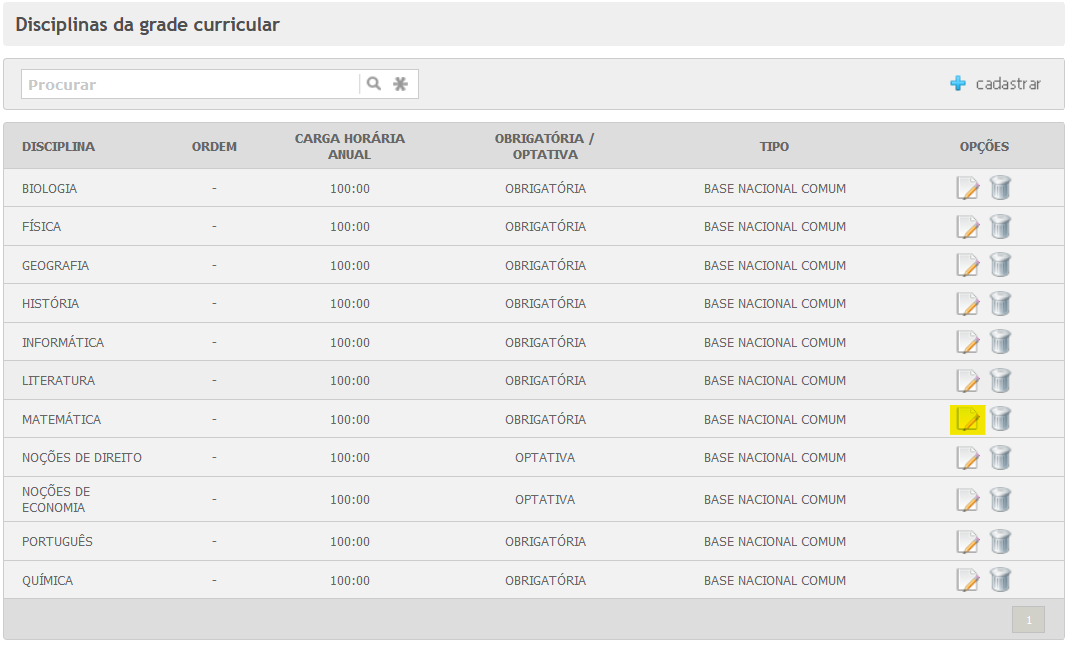 Disciplinas da grade curricular
Procurar
cadastrar
DISCIPLINA ORDEM CARGA HORÁRIA ANUAL OBRIGATÓRIA / OPTATIVA TIPO OPÇÕES
BIOLOGIA - 100:00 OBRIGATÓRIA BASE NACIONAL COMUM
FÍSICA - 100:00 OBRIGATÓRIA BASE NACIONAL COMUM
GEOGRAFIA - 100:00 OBRIGATÓRIA BASE NACIONAL COMUM
HISTÓRIA - 100:00 OBRIGATÓRIA BASE NACIONAL COMUM
INFORMÁTICA - 100:00 OBRIGATÓRIA BASE NACIONAL COMUM
LITERATURA - 100:00 OBRIGATÓRIA BASE NACIONAL COMUM
MATEMÁTICA - 100:00 OBRIGATÓRIA BASE NACIONAL COMUM
NOÇÕES DE DIREITO - 100:00 OPTATIVA BASE NACIONAL COMUM
NOÇÕES DE ECONOMIA - 100:00 OPTATIVA BASE NACIONAL COMUM
PORTUGUÊS - 100:00 OBRIGATÓRIA BASE NACIONAL COMUM
QUÍMICA - 100:00 OBRIGATÓRIA BASE NACIONAL COMUM
1